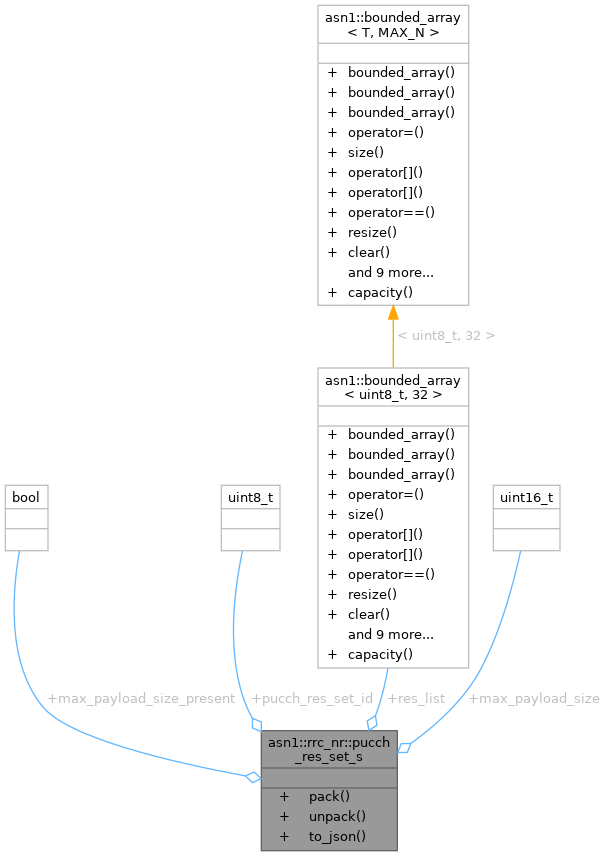 asn1::bounded_array
< T, MAX_N >
+ bounded_array()
+ bounded_array()
+ bounded_array()
+ operator=()
+ size()
+ operator[]()
+ operator[]()
+ operator==()
+ resize()
+ clear()
and 9 more...
+ capacity()
< uint8_t, 32 >
asn1::bounded_array
< uint8_t, 32 >
+ bounded_array()
+ bounded_array()
+ bounded_array()
+ operator=()
+ size()
+ operator[]()
+ operator[]()
+ operator==()
+ resize()
+ clear()
and 9 more...
+ capacity()
bool
uint8_t
uint16_t
+max_payload_size_present
+pucch_res_set_id
+res_list
+max_payload_size
asn1::rrc_nr::pucch
_res_set_s
+ pack()
+ unpack()
+ to_json()